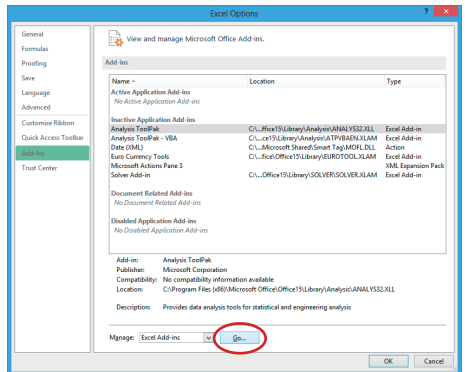 Excel Options
? ×
General
Formulas
Proofing
Save
Language
Advanced
Customize Ribbon
Quick Access Toolbar
Add-Ins
Trust Center
View and manage Microsoft Office Add-ins.
Add-ins
Name Location Type
Active Application Add-ins
No Active Application Add-ins
Inactive Application Add-ins
Analysis ToolPak C:\...ffice15\Library\Analysis\ANALYS32.XLL Excel Add-in
Analysis ToolPak - VBA C:\...ce15\Library\Analysis\ATPVBAEN.XLAM Excel Add-in
Date (XML) C:\...Microsoft Shared\Smart Tag\MOFL.DLL Action
Euro Currency Tools C:\...fice\Office15\Library\EUROTOOL.XLAM Excel Add-in
Microsoft Actions Pane 3 XML Expansion Pack
Solver Add-in C:\...Office15\Library\SOLVER\SOLVER.XLAM Excel Add-in
Document Related Add-ins
No Document Related Add-ins
Disabled Application Add-ins
No Disabled Application Add-ins
Add-in: Analysis ToolPak
Publisher: Microsoft Corporation
Compatibility: No compatibility information available
Location: C:\Program Files (x86)\Microsoft Office\Office15\Library\Analysis\ANALYS32.XLL
Description: Provides data analysis tools for statistical and engineering analysis
Manage: Excel Add-ins Go...
OK Cancel